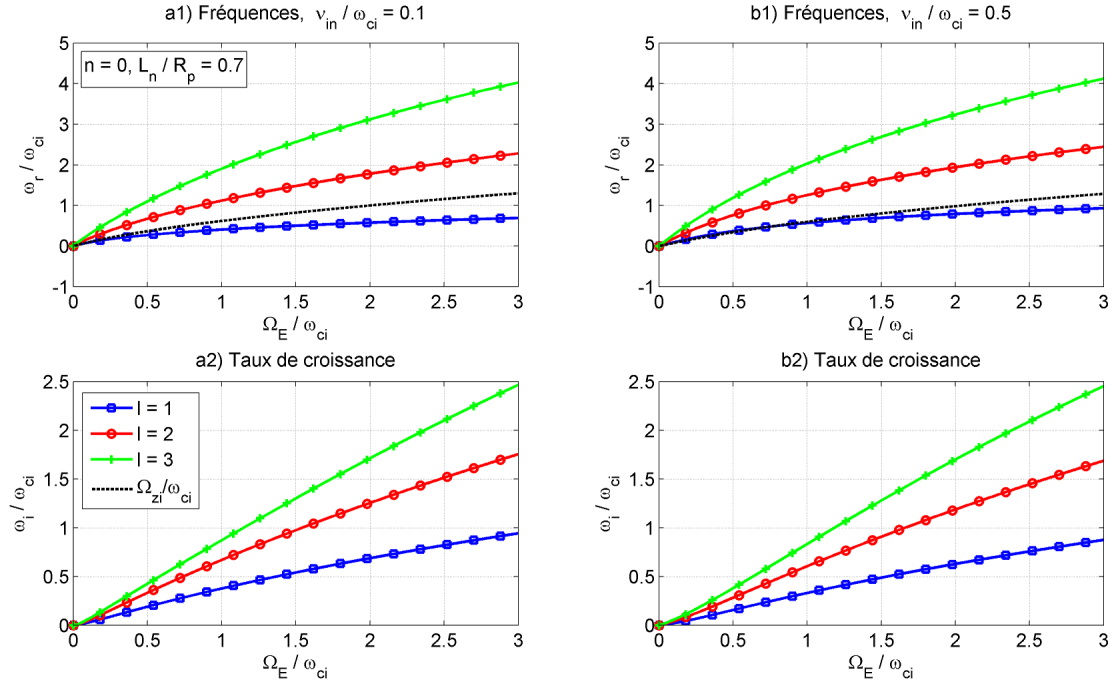 a1) Fréquences, ν_in / ω_ci = 0.1
5
4
3
2
1
0
-1
ω_r / ω_ci
n = 0, L_n / R_p = 0.7
0 0.5 1 1.5 2 2.5 3
Ω_E / ω_ci
b1) Fréquences, ν_in / ω_ci = 0.5
5
4
3
2
1
0
-1
ω_r / ω_ci
0 0.5 1 1.5 2 2.5 3
Ω_E / ω_ci
a2) Taux de croissance
2.5
2
1.5
1
0.5
0
ω_i / ω_ci
l = 1
l = 2
l = 3
Ω_zi/ω_ci
0 0.5 1 1.5 2 2.5 3
Ω_E / ω_ci
b2) Taux de croissance
2.5
2
1.5
1
0.5
0
ω_i / ω_ci
0 0.5 1 1.5 2 2.5 3
Ω_E / ω_ci